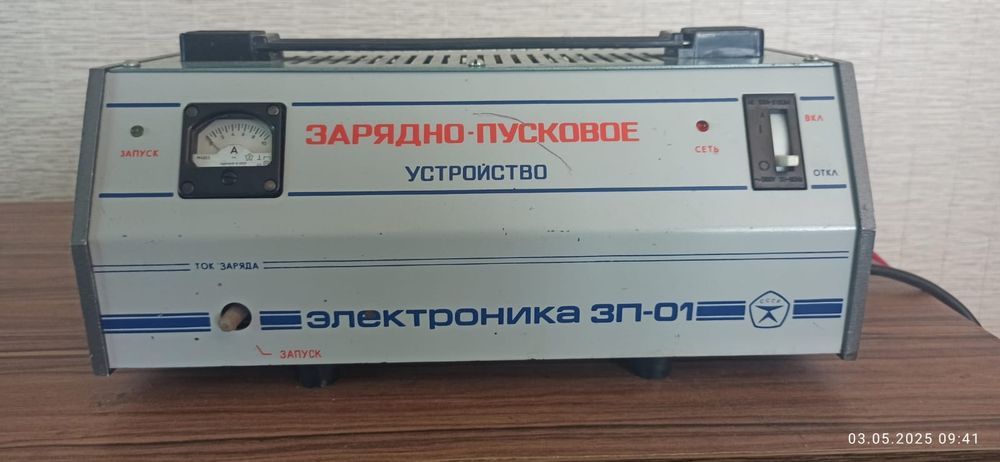 ЗАРЯДНО-ПУСКОВОЕ
УСТРОЙСТВО
ЗАПУСК
А
СЕТЬ
ВКЛ
ОТКЛ
ТОК ЗАРЯДА
ЭЛЕКТРОНИКА ЗП-01
СССР
ЗАПУСК
03.05.2025 09:41